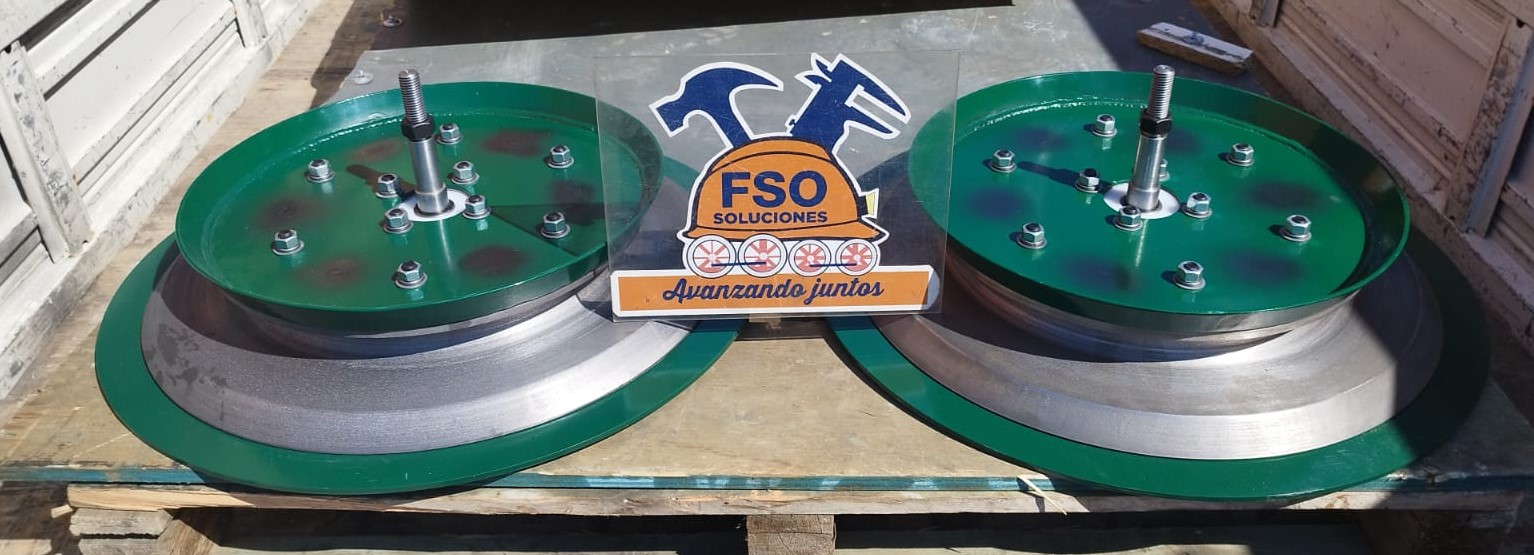 FSO
SOLUCIONES
Avanzando juntos